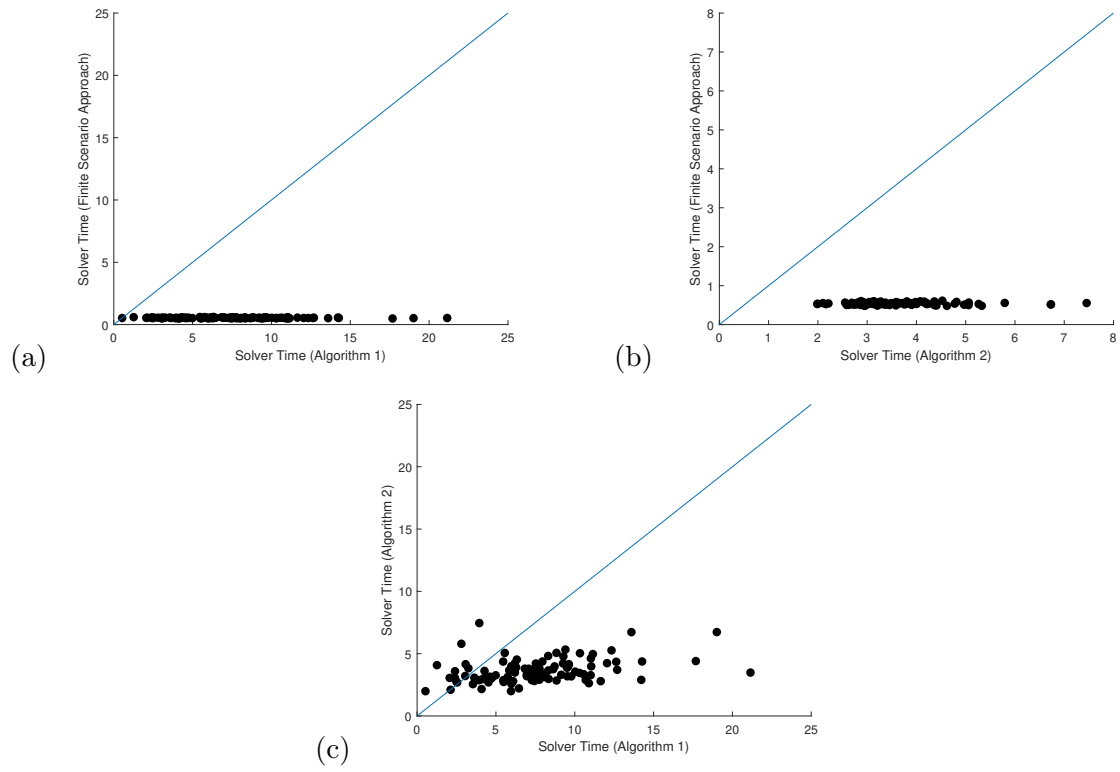 25
20
15
10
5
0
Solver Time (Finite Scenario Approach)
0 5 10 15 20 25
Solver Time (Algorithm 1)
(a)
8
7
6
5
4
3
2
1
0
Solver Time (Finite Scenario Approach)
0 1 2 3 4 5 6 7 8
Solver Time (Algorithm 2)
(b)
25
20
15
10
5
0
Solver Time (Algorithm 2)
0 5 10 15 20 25
Solver Time (Algorithm 1)
(c)